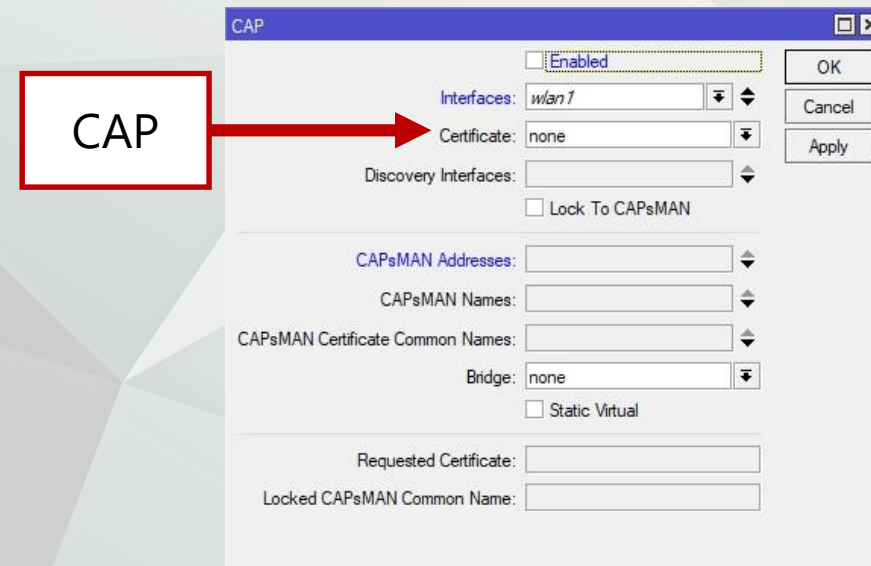 CAP
CAP
Enabled
OK
Interfaces: wlan1
Cancel
Certificate: none
Apply
Discovery Interfaces:
Lock To CAPsMAN
CAPsMAN Addresses:
CAPsMAN Names:
CAPsMAN Certificate Common Names:
Bridge: none
Static Virtual
Requested Certificate:
Locked CAPsMAN Common Name: